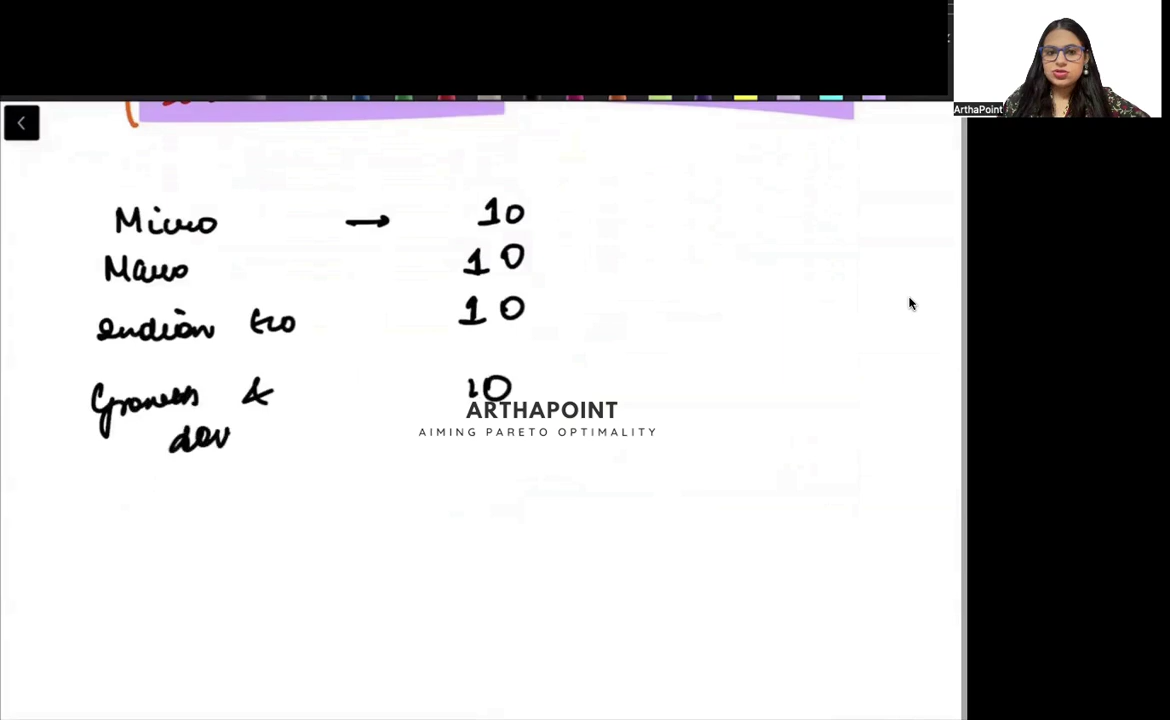 ArthaPoint
Micro → 10
Macro 10
Indian eco 10
Growth & 10
dev
ARTHAPOINT
AIMING PARETO OPTIMALITY